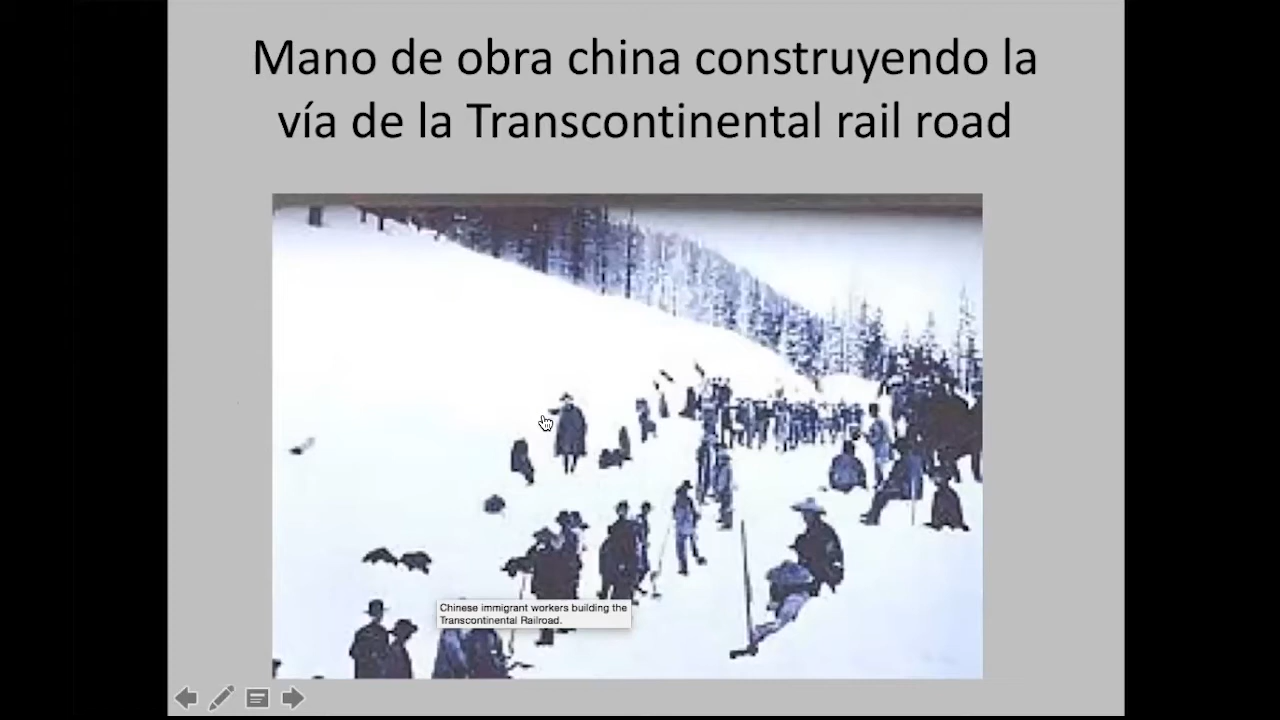 Mano de obra china construyendo la
vía de la Transcontinental rail road
Chinese immigrant workers building the
Transcontinental Railroad.